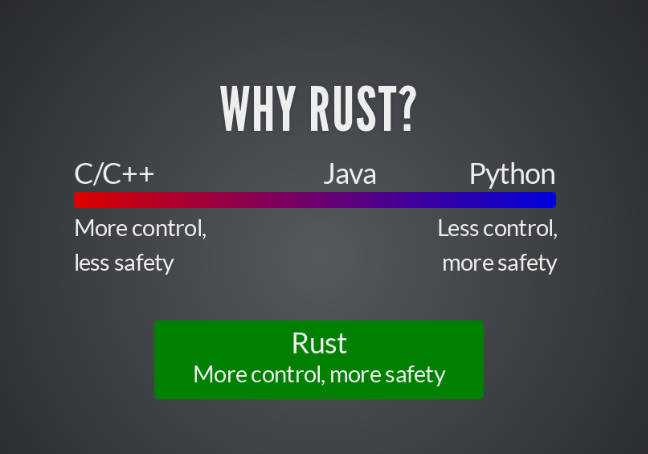 WHY RUST?
C/C++ Java Python
More control, Less control,
less safety more safety
Rust
More control, more safety